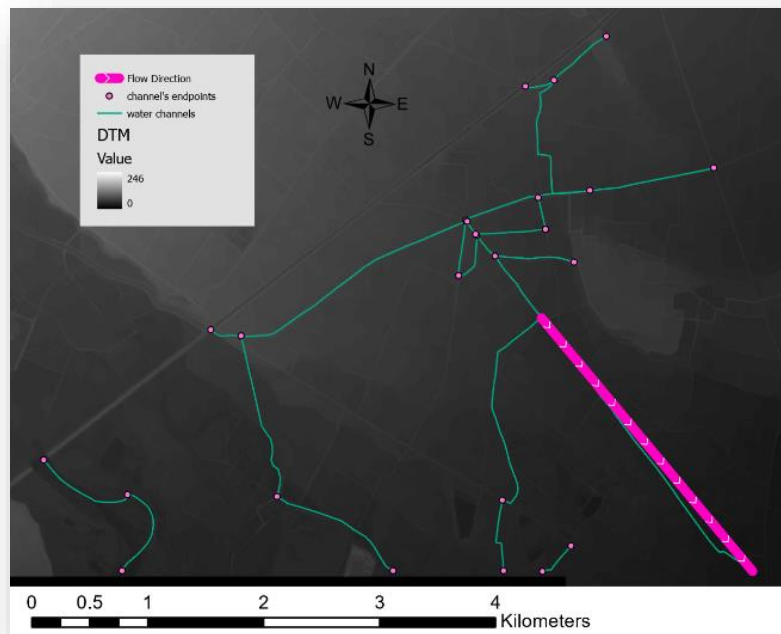 Flow Direction
channel's endpoints
water channels
DTM
Value
246
0
N
W E
S
0 0.5 1 2 3 4
Kilometers